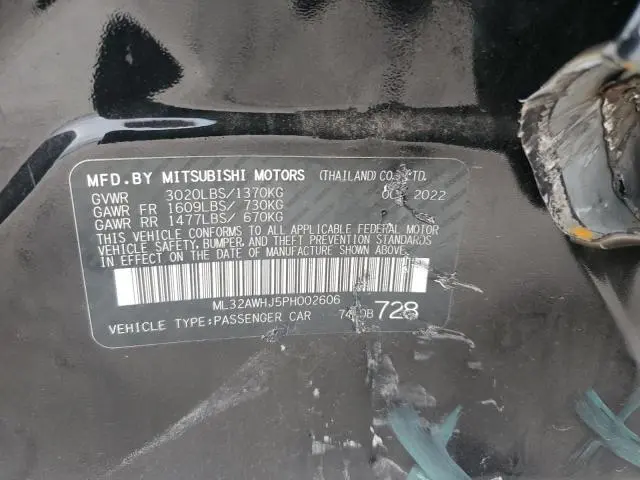 MFD.BY MITSUBISHI MOTORS (THAILAND) CO.,LTD.
GVWR 3020LBS/1370KG 2022
GAWR FR 1609LBS/ 730KG
GAWR RR 1477LBS/ 670KG
THIS VEHICLE CONFORMS TO ALL APPLICABLE FEDERAL MOTOR
VEHICLE SAFETY, BUMPER, AND THEFT PREVENTION STANDARDS
IN EFFECT ON THE DATE OF MANUFACTURE SHOWN ABOVE.
ML32AWHJ5PH002606
VEHICLE TYPE:PASSENGER CAR 728